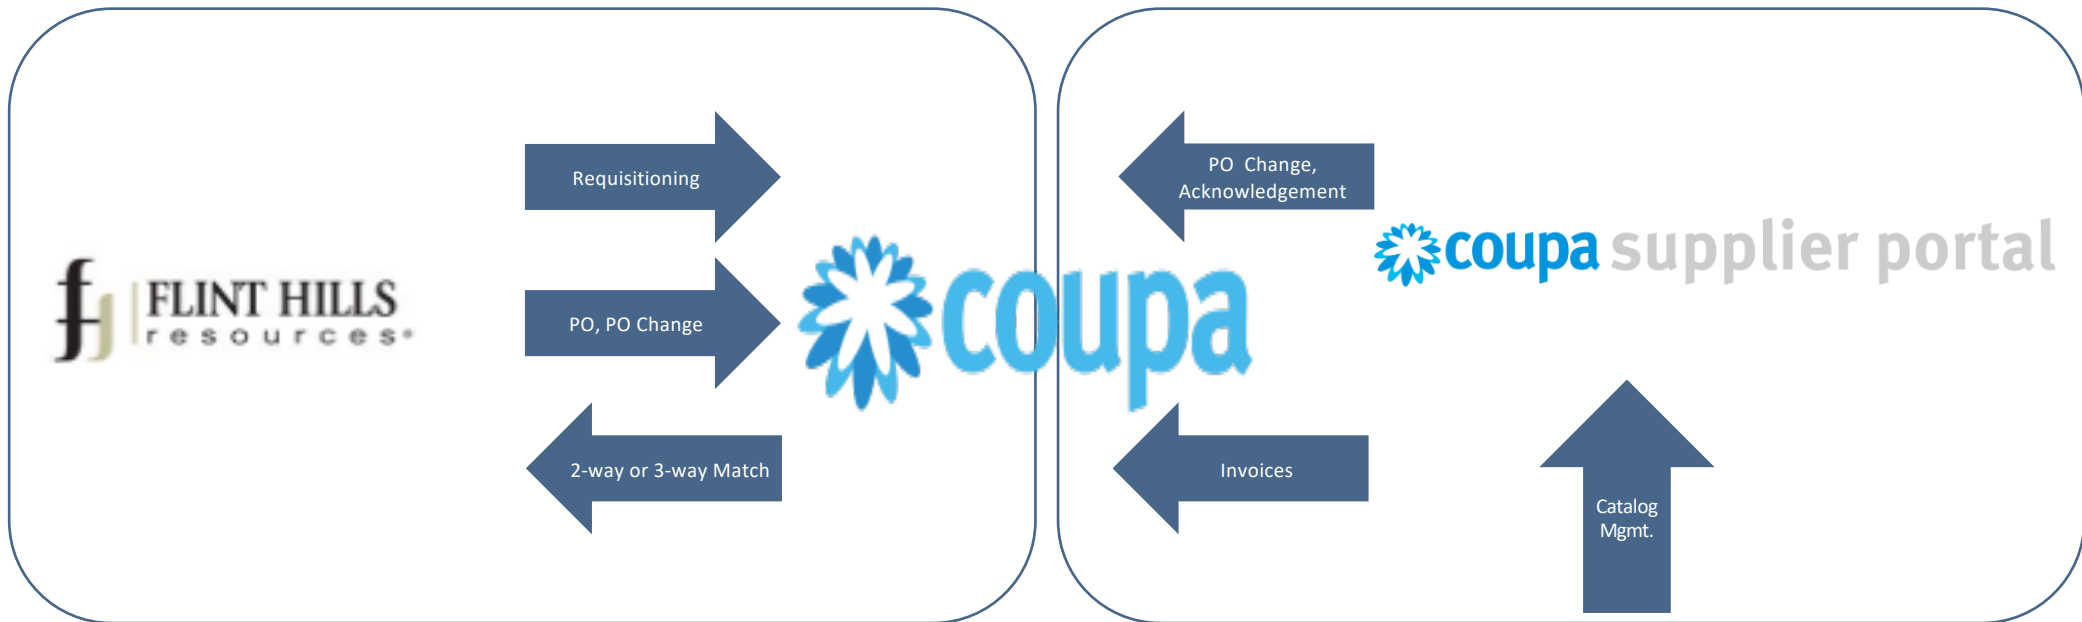 Requisitioning
PO, PO Change
2-way or 3-way Match
FLINT HILLS
resources®
coupa
PO  Change,
Acknowledgement
Invoices
coupa supplier portal
Catalog
Mgmt.